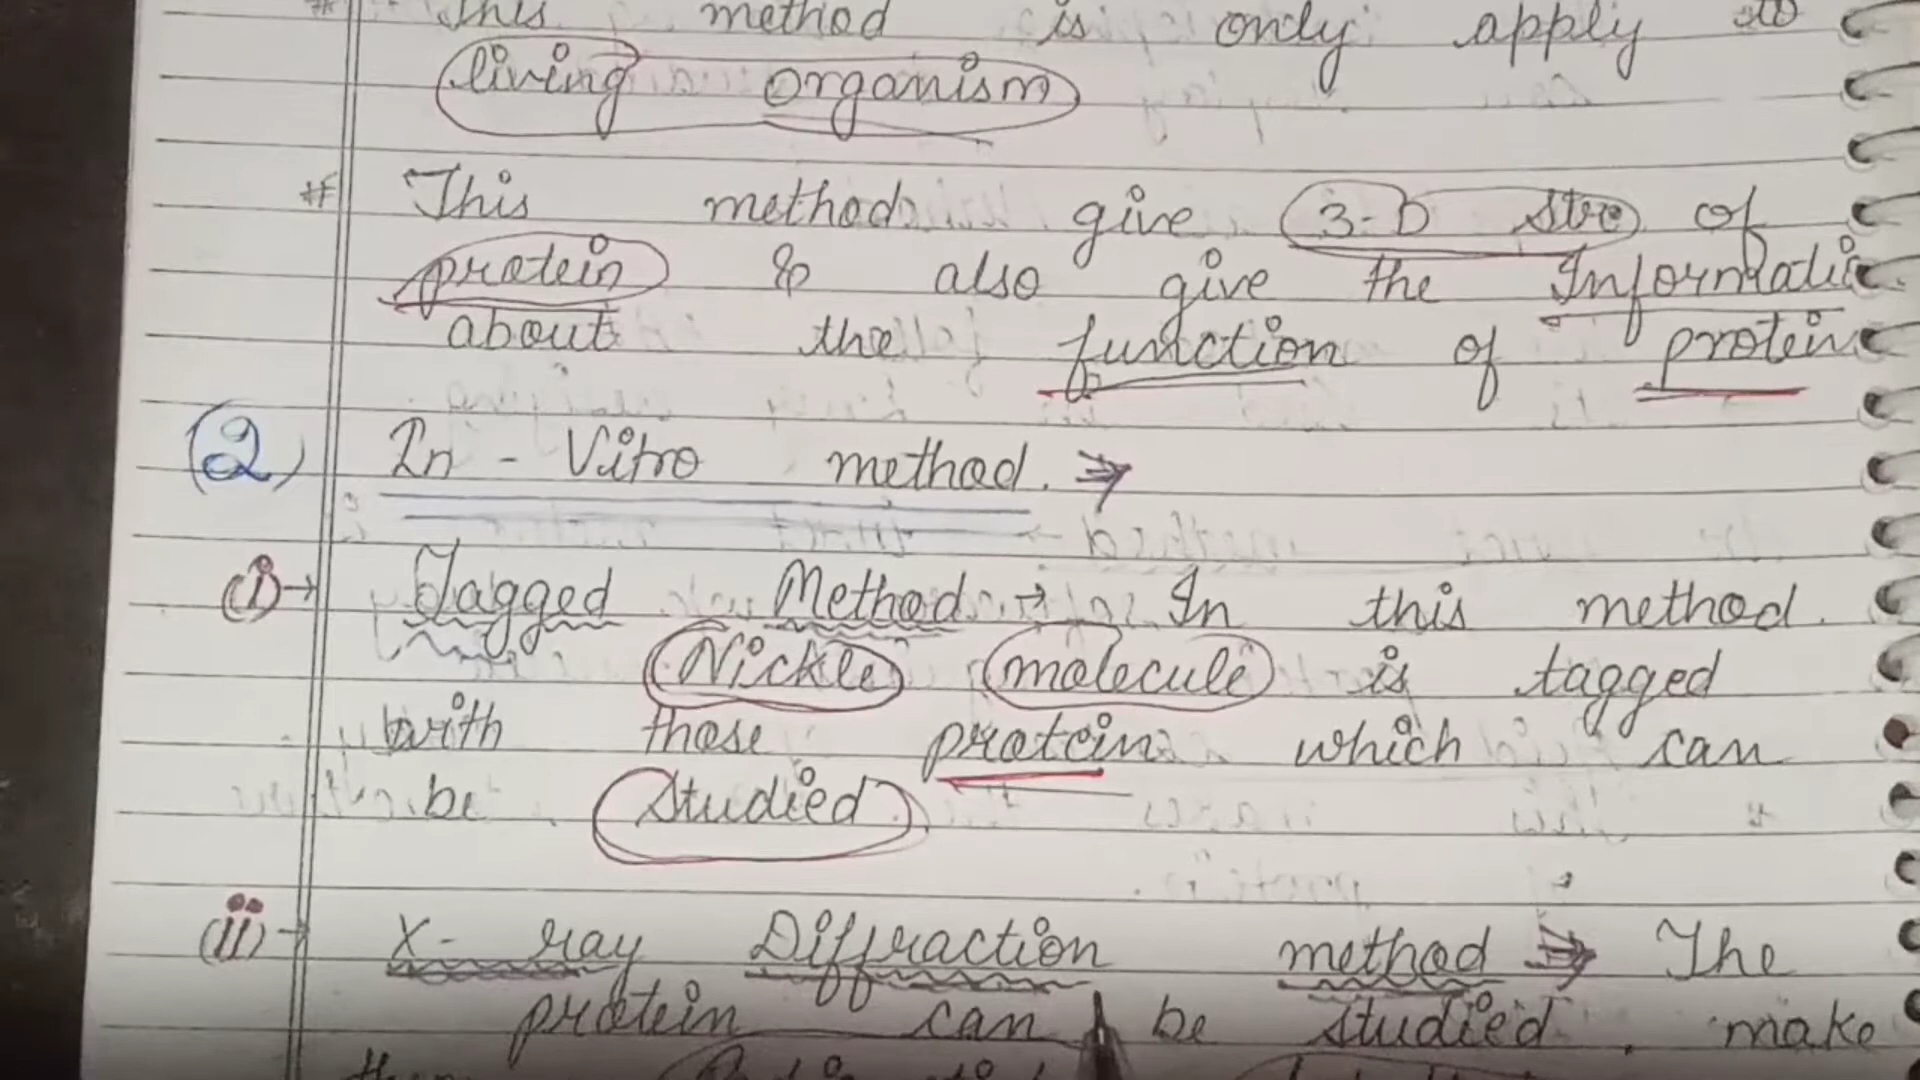 # This method is only apply to
living organism
# This method give 3-D Stre of
protein & also give the Informatio
about the function of protein
(2) In - Vitro method. ⇒
(i)→ Tagged Method → In this method.
Nickle molecule is tagged
with those protein which can
be studied.
(ii)→ X-ray Diffraction method ⇒ The
protein can be studied, make